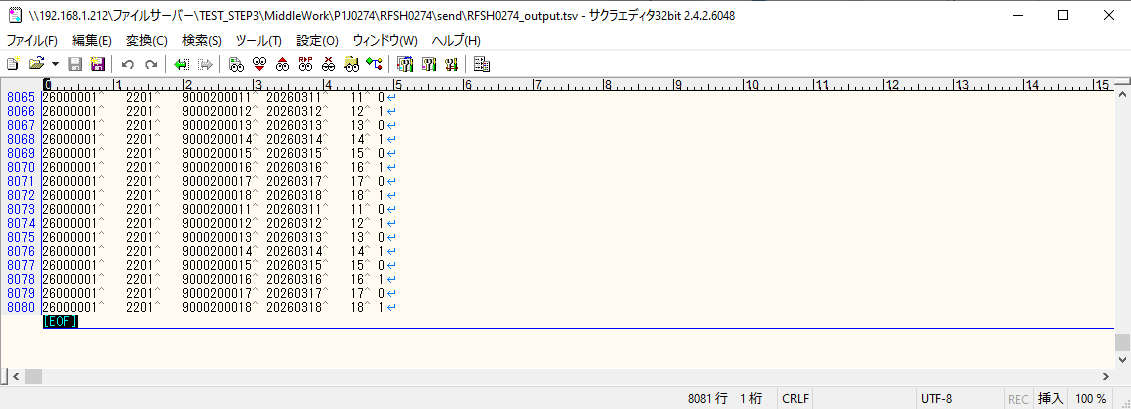 \\192.168.1.212\ファイルサーバー\TEST_STEP3\MiddleWork\P1J0274\RFSH0274\send\RFSH0274_output.tsv - サクラエディタ32bit 2.4.2.6048
ファイル(F) 編集(E) 変換(C) 検索(S) ツール(T) 設定(O) ウィンドウ(W) ヘルプ(H)
0 1 2 3 4 5 6 7 8 9 10 11 12 13 14 15
8065 26000001^ 2201^ 9000200011^ 20260311^ 11^ 0↵
8066 26000001^ 2201^ 9000200012^ 20260312^ 12^ 1↵
8067 26000001^ 2201^ 9000200013^ 20260313^ 13^ 0↵
8068 26000001^ 2201^ 9000200014^ 20260314^ 14^ 1↵
8069 26000001^ 2201^ 9000200015^ 20260315^ 15^ 0↵
8070 26000001^ 2201^ 9000200016^ 20260316^ 16^ 1↵
8071 26000001^ 2201^ 9000200017^ 20260317^ 17^ 0↵
8072 26000001^ 2201^ 9000200018^ 20260318^ 18^ 1↵
8073 26000001^ 2201^ 9000200011^ 20260311^ 11^ 0↵
8074 26000001^ 2201^ 9000200012^ 20260312^ 12^ 1↵
8075 26000001^ 2201^ 9000200013^ 20260313^ 13^ 0↵
8076 26000001^ 2201^ 9000200014^ 20260314^ 14^ 1↵
8077 26000001^ 2201^ 9000200015^ 20260315^ 15^ 0↵
8078 26000001^ 2201^ 9000200016^ 20260316^ 16^ 1↵
8079 26000001^ 2201^ 9000200017^ 20260317^ 17^ 0↵
8080 26000001^ 2201^ 9000200018^ 20260318^ 18^ 1↵
[EOF]
8081 行 1 桁 CRLF UTF-8 REC 挿入 100 %